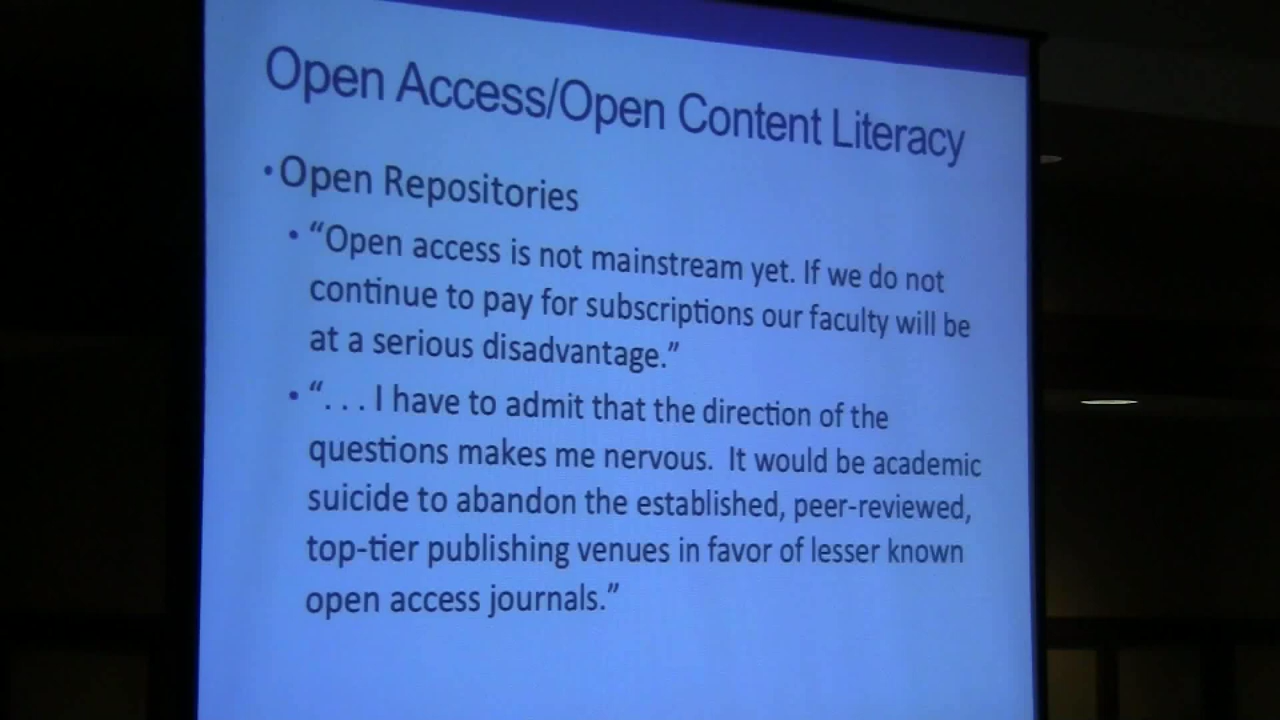 Open Access/Open Content Literacy
•Open Repositories
• “Open access is not mainstream yet. If we do not
continue to pay for subscriptions our faculty will be
at a serious disadvantage.”
• “. . . I have to admit that the direction of the
questions makes me nervous.  It would be academic
suicide to abandon the established, peer-reviewed,
top-tier publishing venues in favor of lesser known
open access journals.”